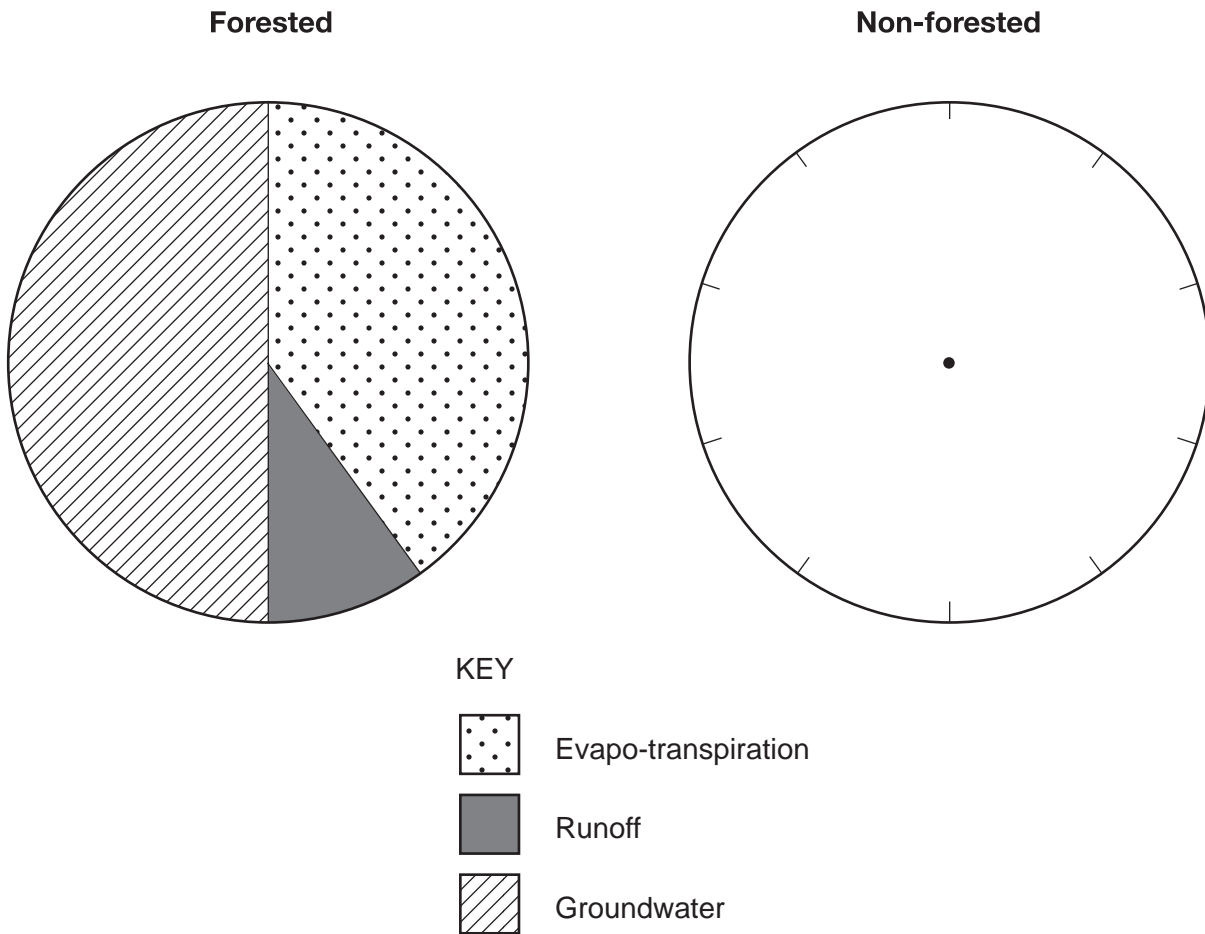 Forested
Non-forested
KEY
Evapo-transpiration
Runoff
Groundwater